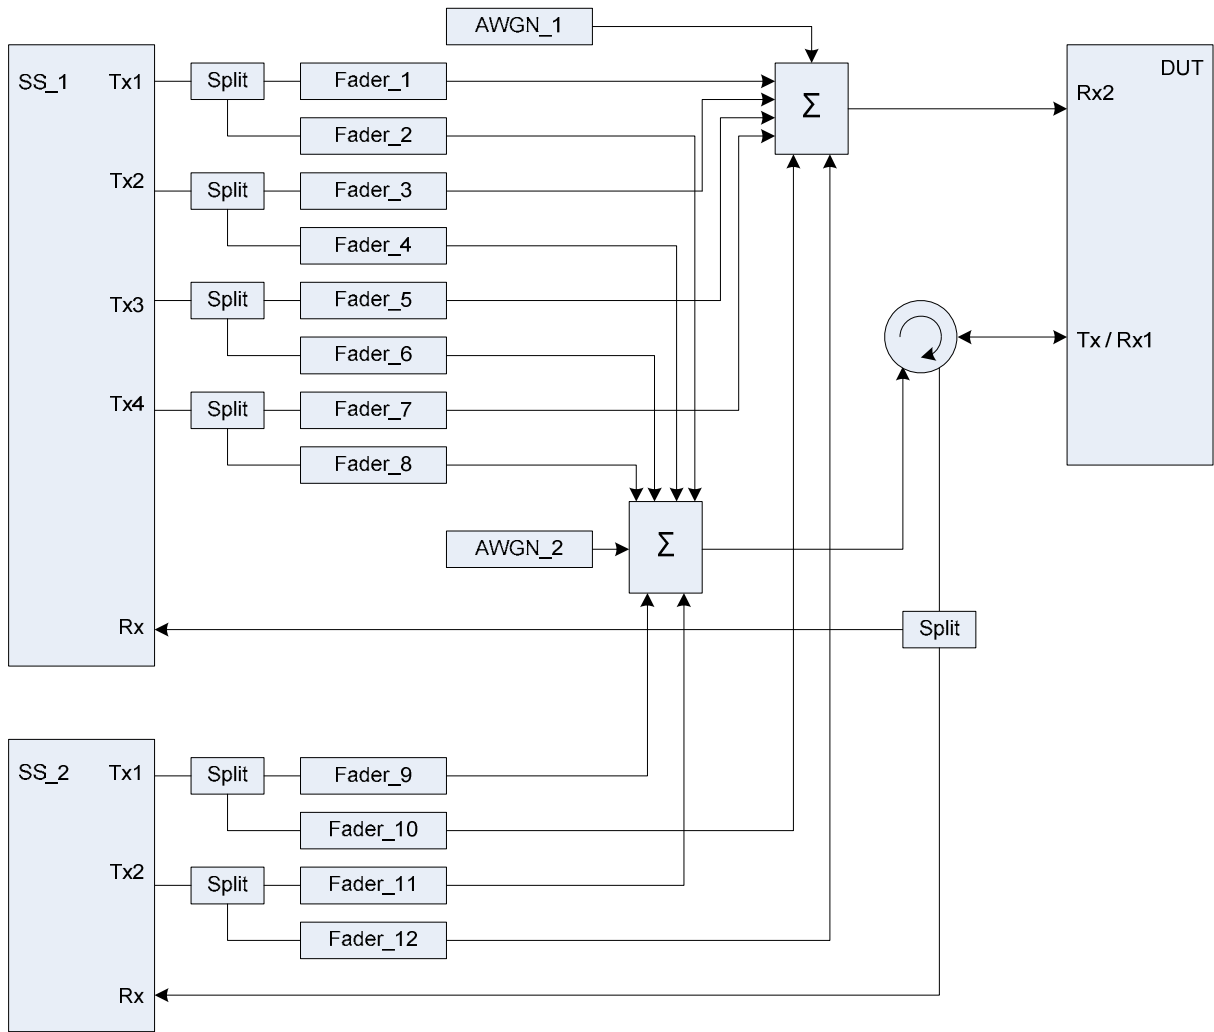 AWGN_1
SS_1
Tx1
Split
Fader_1
Σ
DUT
Rx2
Fader_2
Tx2
Split
Fader_3
Fader_4
Tx3
Split
Fader_5
Tx / Rx1
Fader_6
Tx4
Split
Fader_7
Fader_8
AWGN_2
Σ
Rx
Split
SS_2
Tx1
Split
Fader_9
Fader_10
Tx2
Split
Fader_11
Fader_12
Rx